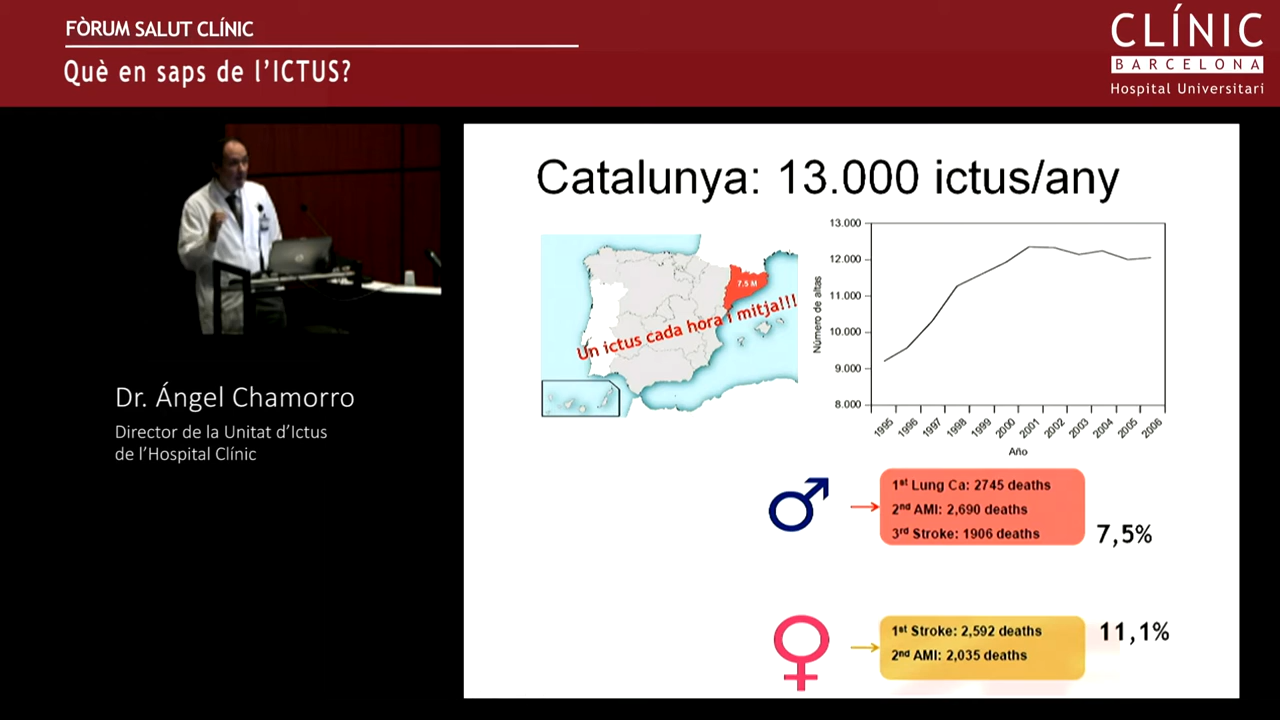 FÒRUM SALUT CLÍNIC
Què en saps de l’ICTUS?
CLÍNIC
BARCELONA
Hospital Universitari
Dr. Ángel Chamorro
Director de la Unitat d’Ictus
de l’Hospital Clínic
Catalunya: 13.000 ictus/any
7.5 M
Un ictus cada hora i mitja!!!
Número de altas
13.000
12.000
11.000
10.000
9.000
8.000
1995 1996 1997 1998 1999 2000 2001 2002 2003 2004 2005 2006
Año
1st Lung Ca: 2745 deaths
2nd AMI: 2,690 deaths
3rd Stroke: 1906 deaths
7,5%
1st Stroke: 2,592 deaths
2nd AMI: 2,035 deaths
11,1%